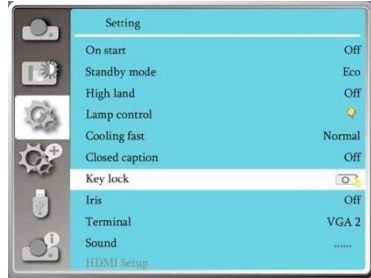 Setting
On start Off
Standby mode Eco
High land Off
Lamp control
Cooling fast Normal
Closed caption Off
Key lock
Iris Off
Terminal VGA 2
Sound ......
HDMI Setup